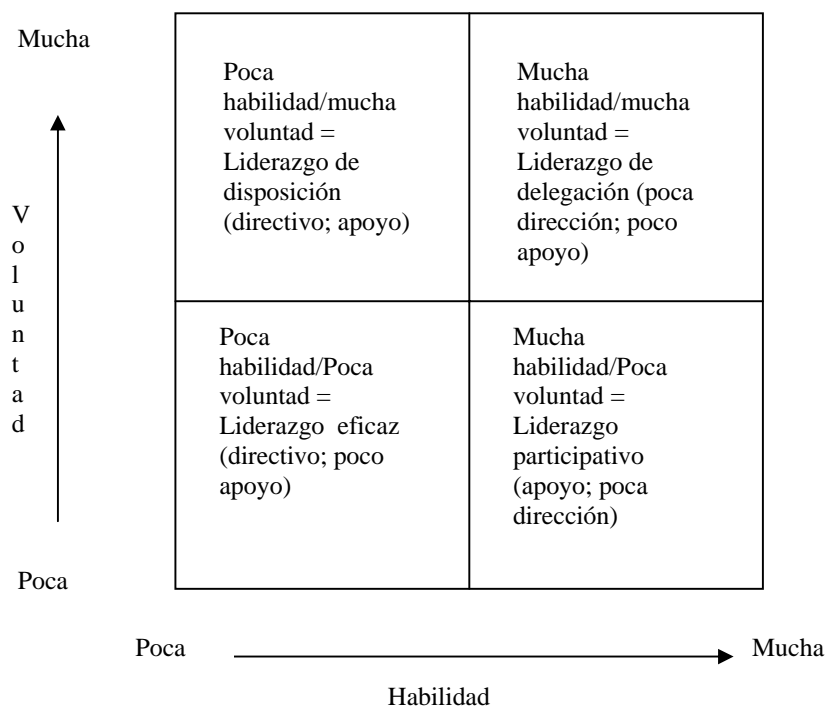 Mucha
Poca
habilidad/mucha
voluntad =
Liderazgo de
disposición
(directivo; apoyo)
Mucha
habilidad/mucha
voluntad =
Liderazgo de
delegación (poca
dirección; poco
apoyo)
V
o
l
u
n
t
a
d
Poca
habilidad/Poca
voluntad =
Liderazgo eficaz
(directivo; poco
apoyo)
Mucha
habilidad/Poca
voluntad =
Liderazgo
participativo
(apoyo; poca
dirección)
Poca
Poca
Mucha
Habilidad